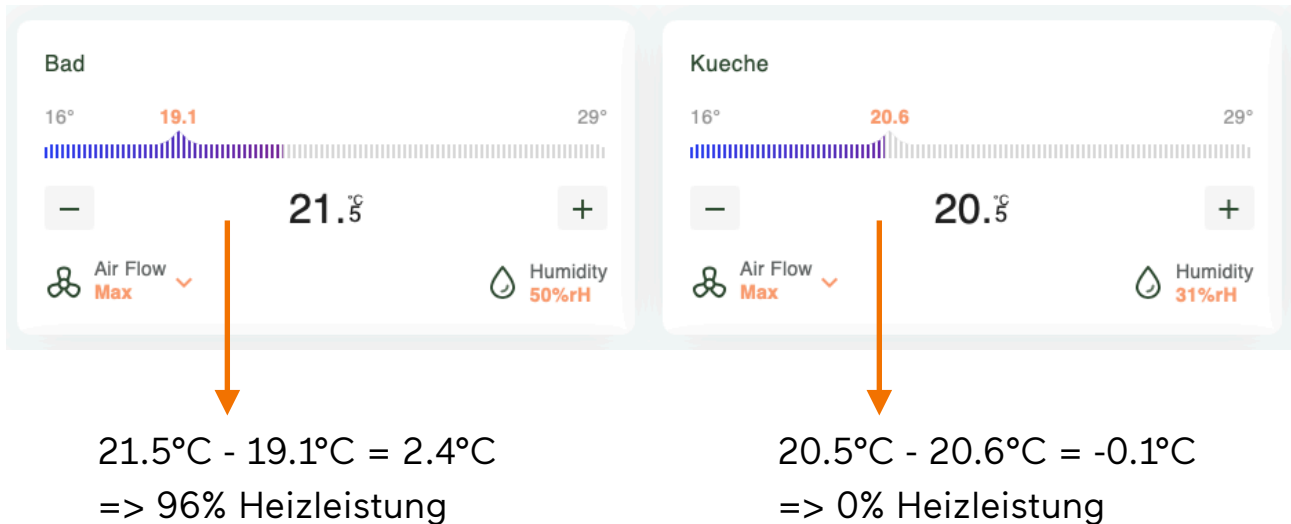 Bad
16° 19.1 29°
− 21.5 °C +
Air Flow
Max
Humidity
50%rH
Kueche
16° 20.6 29°
− 20.5 °C +
Air Flow
Max
Humidity
31%rH
21.5°C - 19.1°C = 2.4°C
=> 96% Heizleistung
20.5°C - 20.6°C = -0.1°C
=> 0% Heizleistung